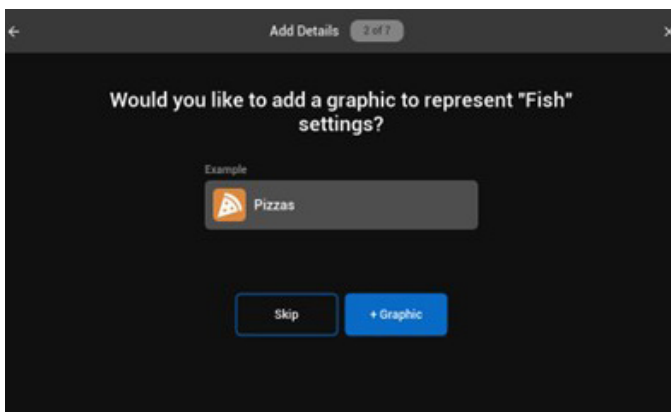 Add Details 2 of 7
Would you like to add a graphic to represent "Fish"
settings?
Example
Pizzas
Skip
+ Graphic